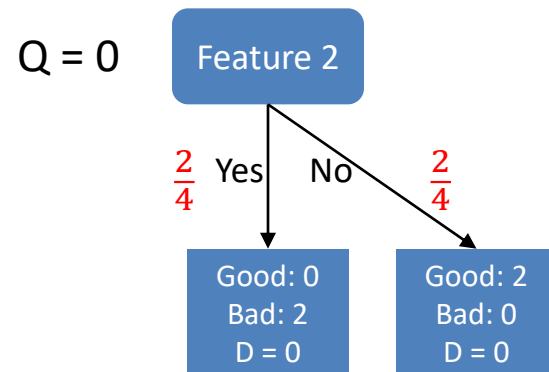 Q = 0
Feature 2
2/4 Yes No 2/4
Good: 0
Bad: 2
D = 0
Good: 2
Bad: 0
D = 0